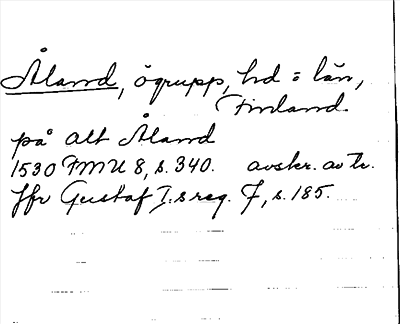 Åland, ögrupp, hd o län,
Finland.
på alt Åland
1530 FMU 8, s. 340. avskr. av tr.
Jfr Gustaf I.s reg. 7, s. 185.